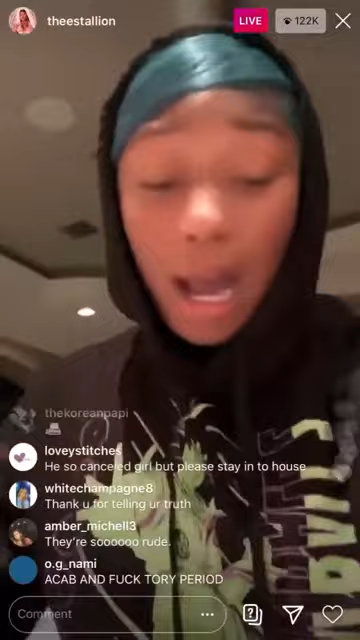 theestallion
LIVE
122K
thekoreanpapi
loveystitches
He so canceled girl but please stay in to house
whitechampagne8
Thank u for telling ur truth
amber_michell3
They're soooooo rude.
o.g_nami
ACAB AND FUCK TORY PERIOD
Comment